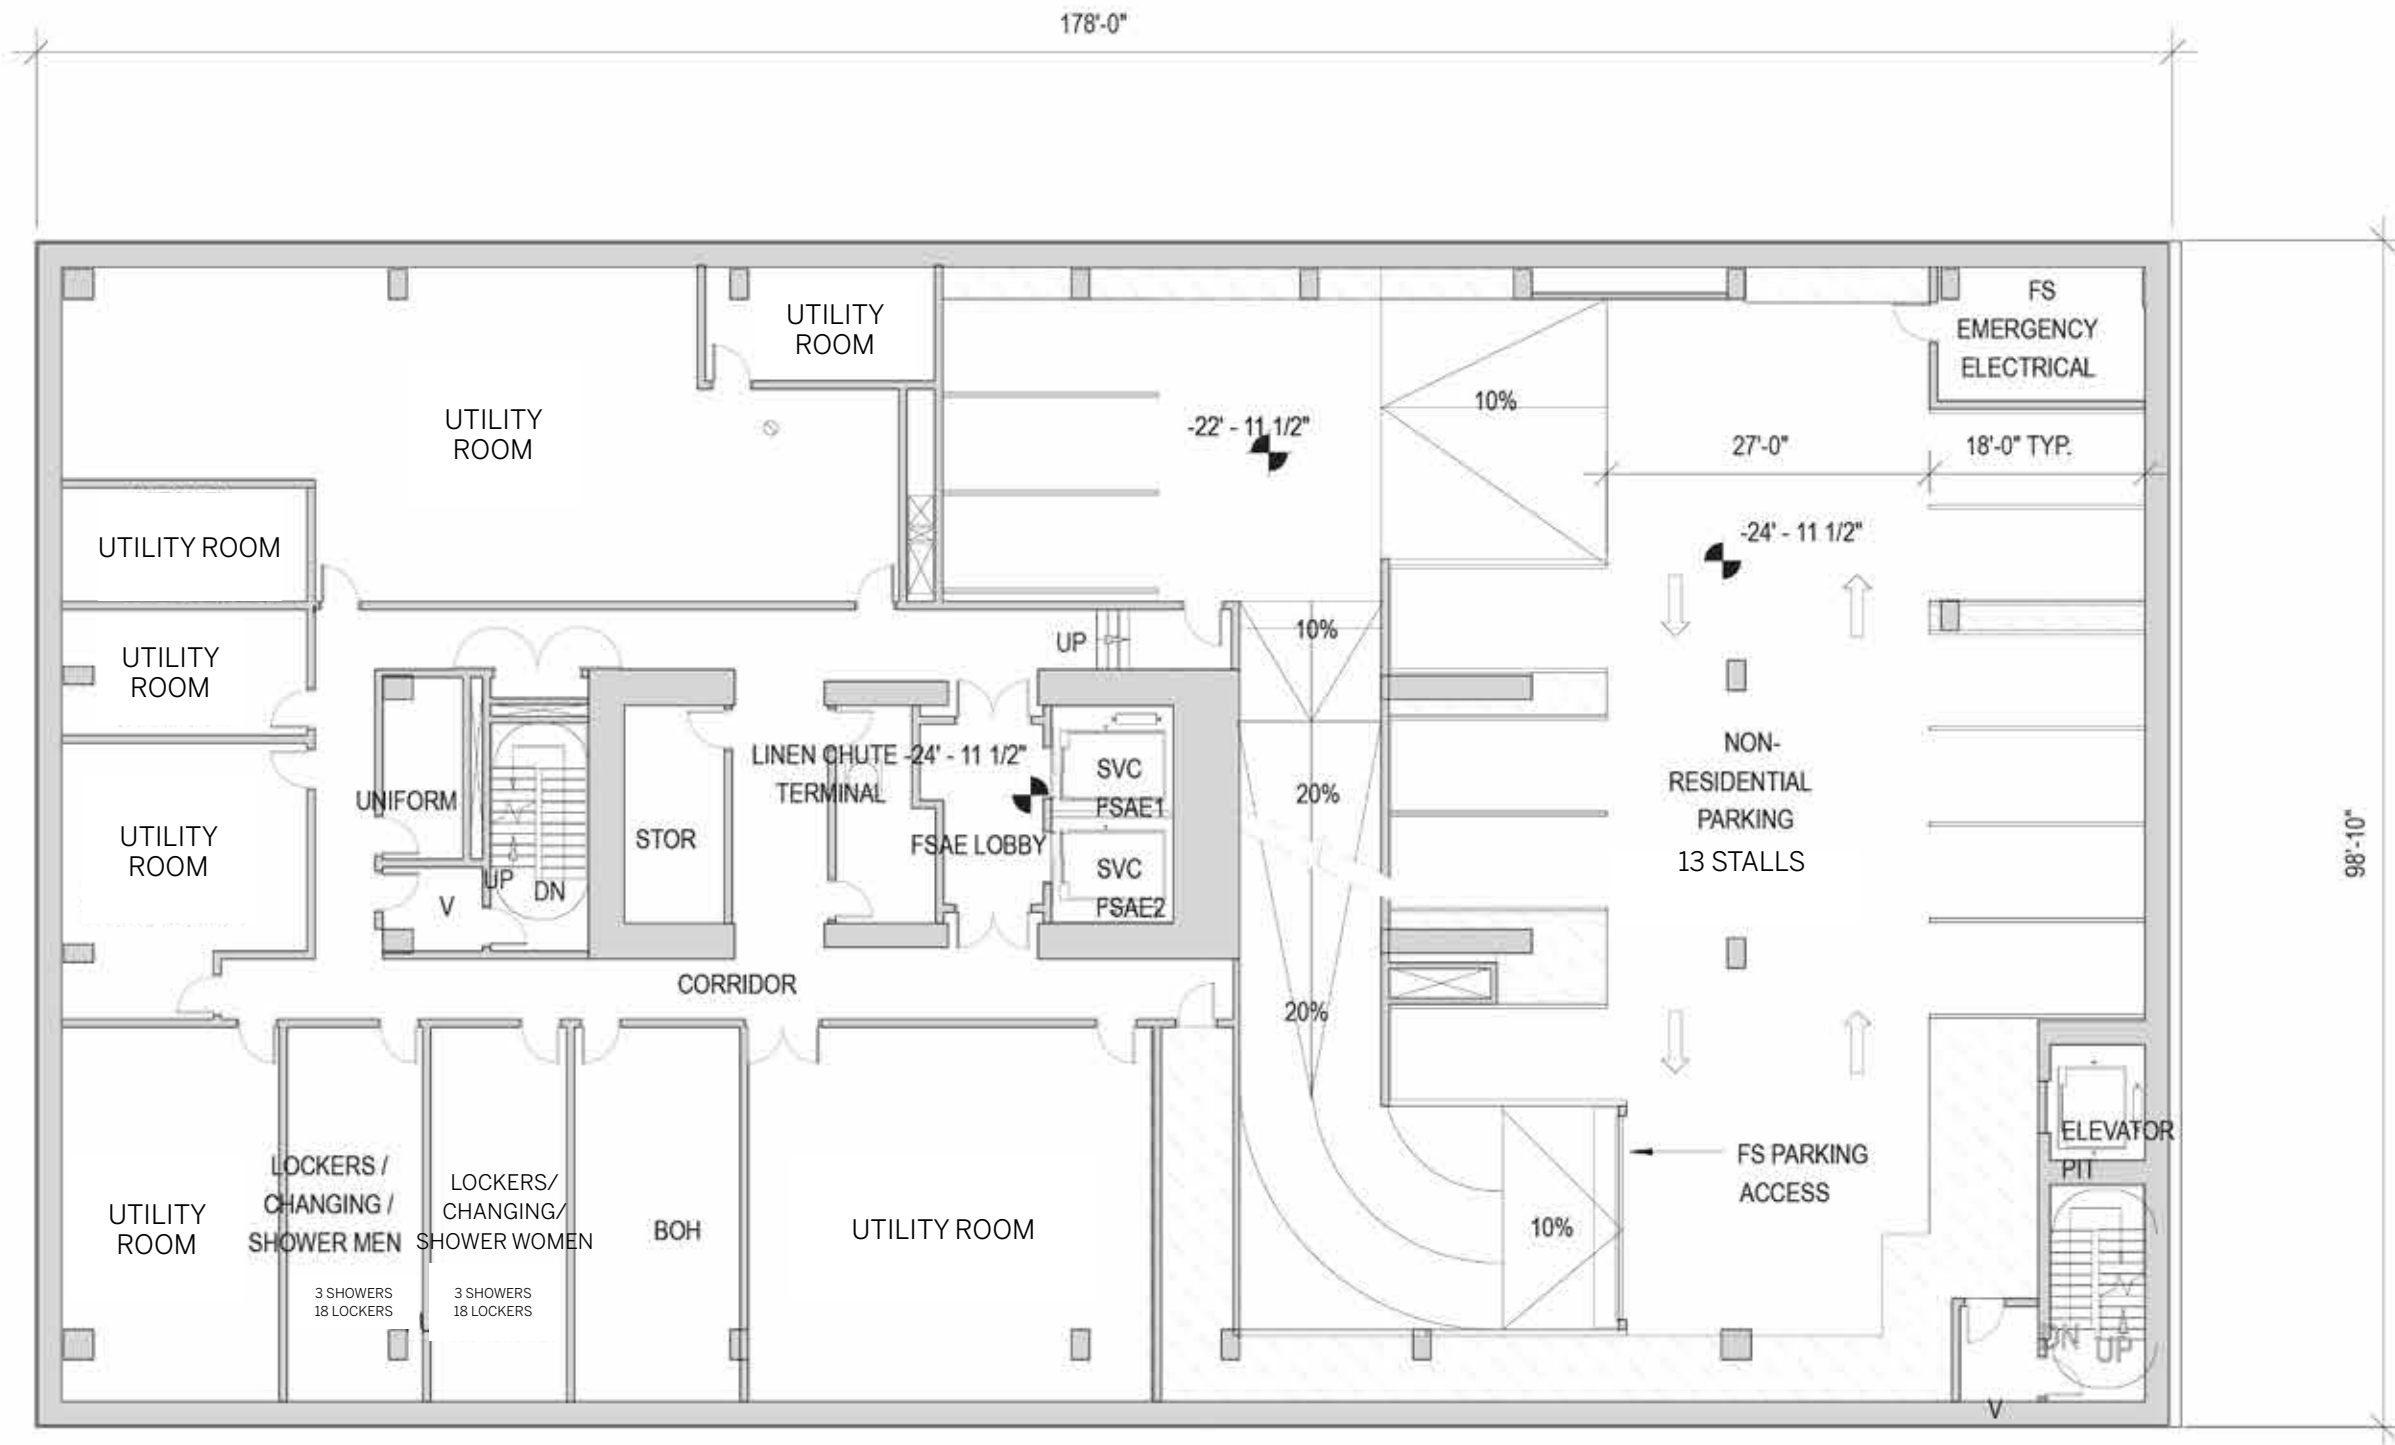 178'-0"
UTILITY
ROOM
FS
EMERGENCY
ELECTRICAL
UTILITY
ROOM
10%
-22' - 11 1/2"
27'-0"
18'-0" TYP.
UTILITY ROOM
-24' - 11 1/2"
10%
UP
UTILITY
ROOM
NON-
RESIDENTIAL
PARKING
13 STALLS
LINEN CHUTE
TERMINAL
-24' - 11 1/2"
SVC
FSAE1
20%
UNIFORM
STOR
FSAE LOBBY
UTILITY
ROOM
SVC
FSAE2
98'-10"
UP
DN
V
CORRIDOR
20%
ELEVATOR
PIT
FS PARKING
ACCESS
UTILITY
ROOM
LOCKERS /
CHANGING /
SHOWER MEN
3 SHOWERS
18 LOCKERS
LOCKERS/
CHANGING/
SHOWER WOMEN
3 SHOWERS
18 LOCKERS
BOH
UTILITY ROOM
10%
DN
UP
V